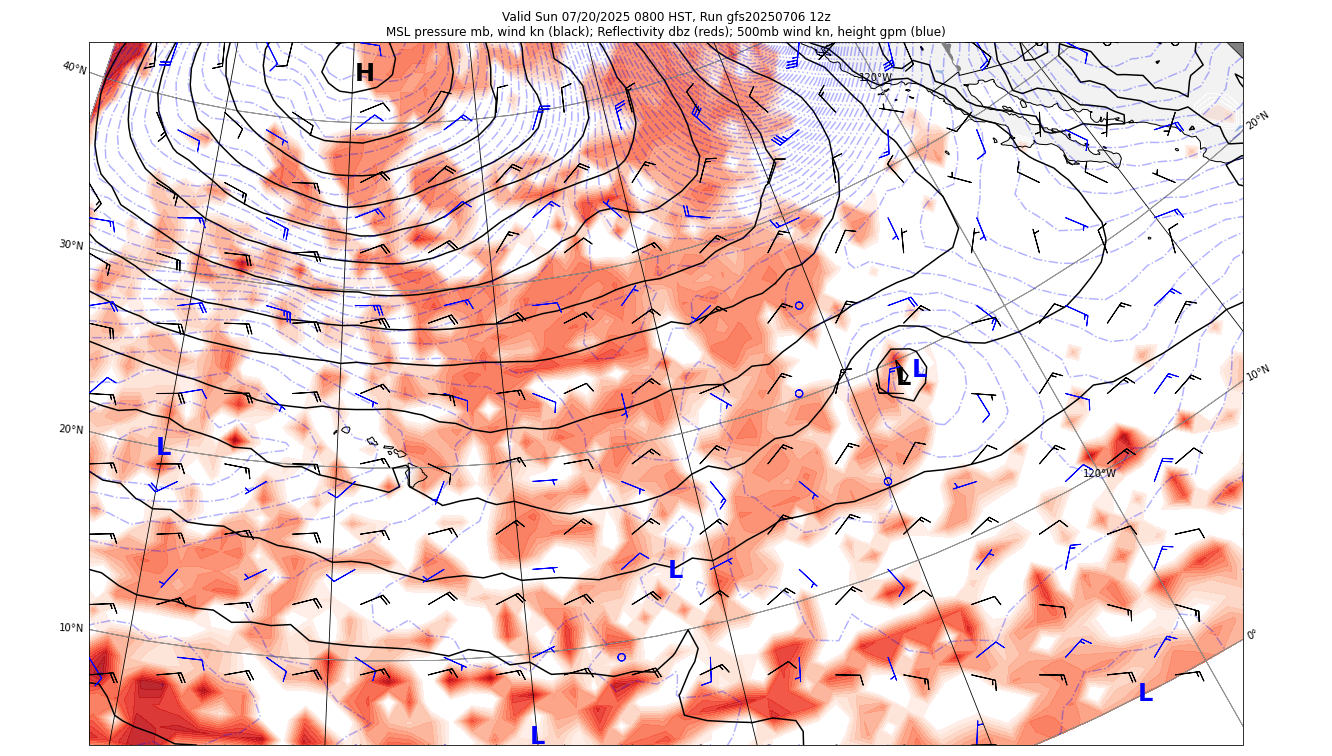 Valid Sun 07/20/2025 0800 HST, Run gfs20250706 12z
MSL pressure mb, wind kn (black); Reflectivity dbz (reds); 500mb wind kn, height gpm (blue)
40°N
H
120°W
20°N
30°N
L
L
10°N
20°N
L
120°W
L
10°N
0°
L
L